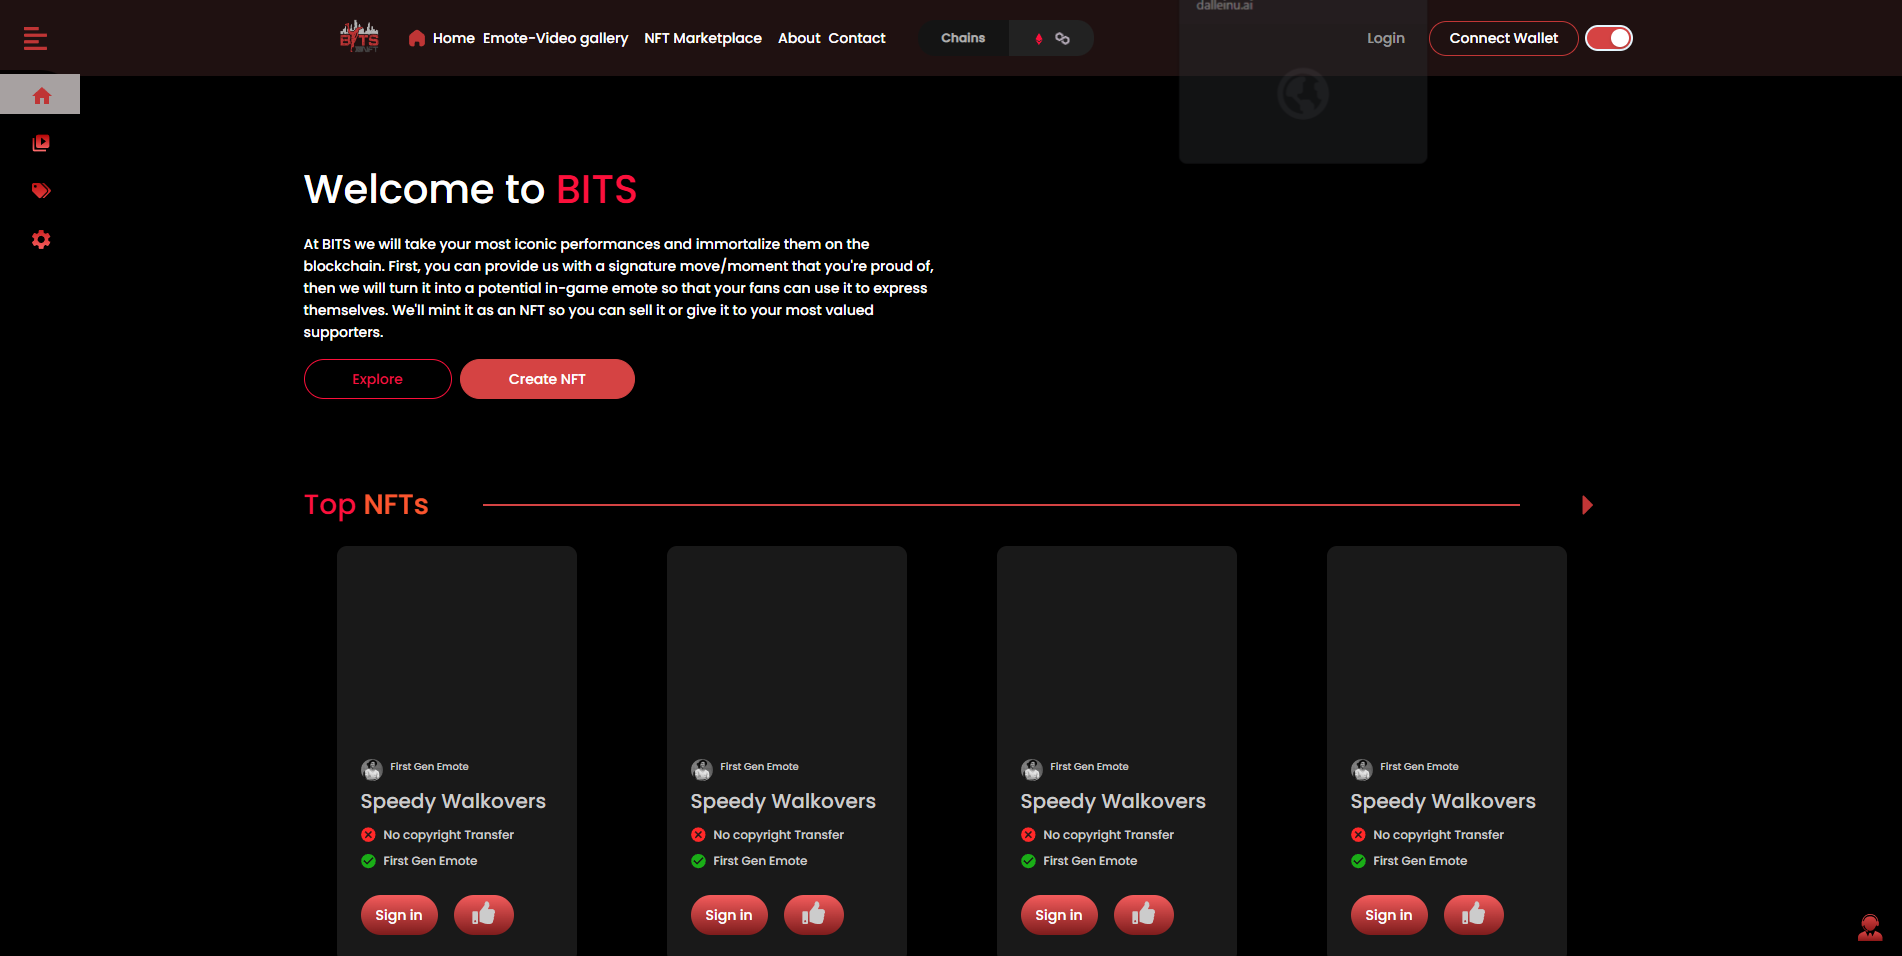 dalleinu.ai
BITS
NFT
Home Emote-Video gallery NFT Marketplace About Contact
Chains
Login
Connect Wallet
Welcome to BITS
At BITS we will take your most iconic performances and immortalize them on the
blockchain. First, you can provide us with a signature move/moment that you're proud of,
then we will turn it into a potential in-game emote so that your fans can use it to express
themselves. We'll mint it as an NFT so you can sell it or give it to your most valued
supporters.
Explore
Create NFT
Top NFTs
First Gen Emote
Speedy Walkovers
No copyright Transfer
First Gen Emote
Sign in
First Gen Emote
Speedy Walkovers
No copyright Transfer
First Gen Emote
Sign in
First Gen Emote
Speedy Walkovers
No copyright Transfer
First Gen Emote
Sign in
First Gen Emote
Speedy Walkovers
No copyright Transfer
First Gen Emote
Sign in